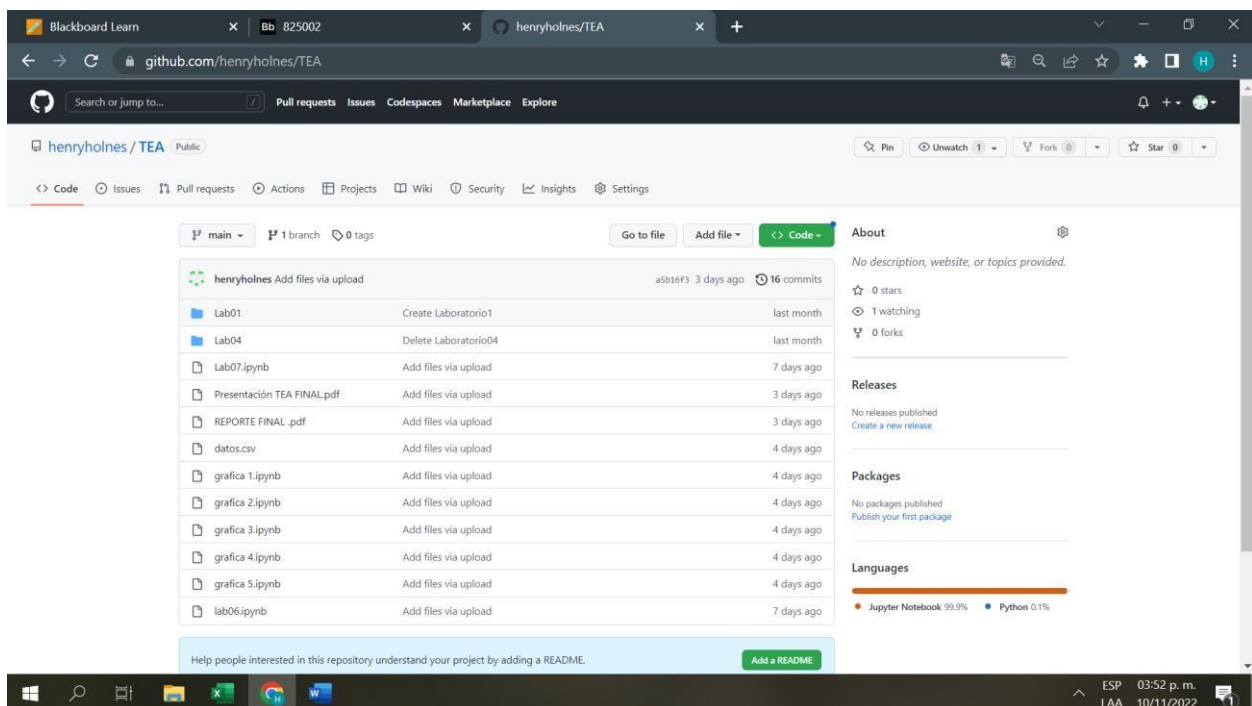 Blackboard Learn
Bb 825002
henryholnes/TEA
github.com/henryholnes/TEA
H
Search or jump to...
/
Pull requests Issues Codespaces Marketplace Explore
henryholnes / TEA Public
Pin
Unwatch 1
Fork 0
Star 0
Code Issues Pull requests Actions Projects Wiki Security Insights Settings
main 1 branch 0 tags
Go to file Add file Code
henryholnes Add files via upload a5b16f3 3 days ago 16 commits
Lab01 Create Laboratorio1 last month
Lab04 Delete Laboratorio04 last month
Lab07.ipynb Add files via upload 7 days ago
Presentación TEA FINAL.pdf Add files via upload 3 days ago
REPORTE FINAL .pdf Add files via upload 3 days ago
datos.csv Add files via upload 4 days ago
grafica 1.ipynb Add files via upload 4 days ago
grafica 2.ipynb Add files via upload 4 days ago
grafica 3.ipynb Add files via upload 4 days ago
grafica 4.ipynb Add files via upload 4 days ago
grafica 5.ipynb Add files via upload 4 days ago
lab06.ipynb Add files via upload 7 days ago
Help people interested in this repository understand your project by adding a README. Add a README
About
No description, website, or topics provided.
0 stars
1 watching
0 forks
Releases
No releases published
Create a new release
Packages
No packages published
Publish your first package
Languages
Jupyter Notebook 99.9% Python 0.1%
ESP 03:52 p. m.
LAA 10/11/2022
1